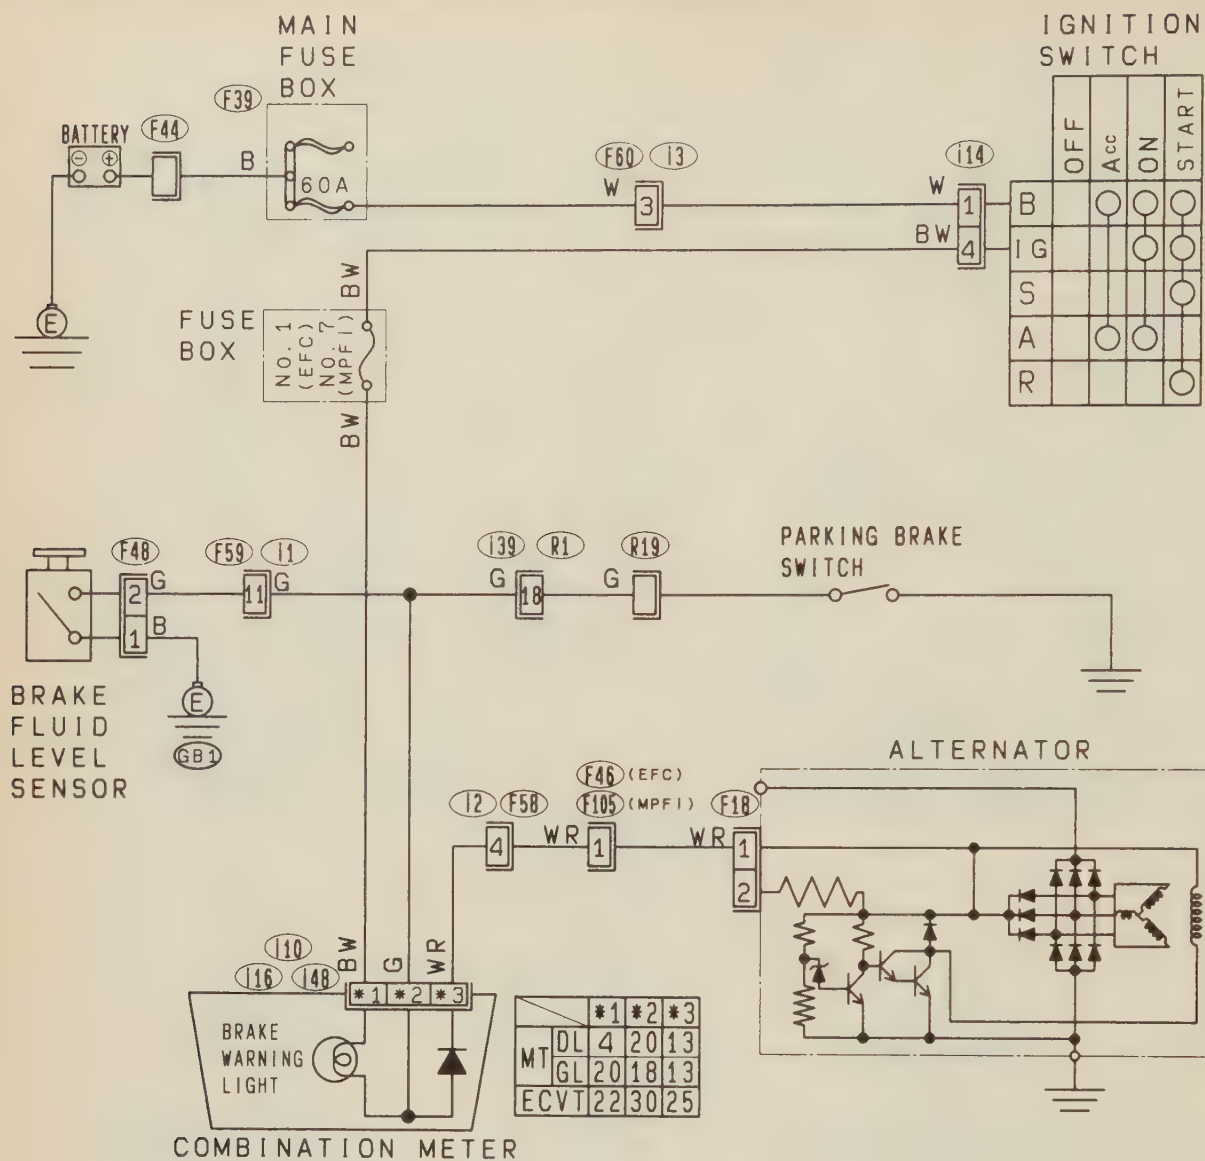 MAIN
FUSE
BOX
IGNITION
SWITCH
F39
BATTERY
F44
B
60A
F60 i3
W
3
i14
W
1
BW
4
OFF
Acc
ON
START
B
IG
S
A
R
E
BW
FUSE
BOX
NO. 1
(EFC)
NO. 7
(MPFI)
BW
F48
F59 i1
i39 R1
R19
PARKING BRAKE
SWITCH
2 G
11 G
G 18
G
1 B
E
GB1
BRAKE
FLUID
LEVEL
SENSOR
ALTERNATOR
F46 (EFC)
i2 F58
F105 (MPFI)
F18
4
WR
1
WR
1
2
i10
i16 i48
BW
G
WR
*1 *2 *3
BRAKE
WARNING
LIGHT
*1 *2 *3
MT DL 4 20 13
GL 20 18 13
ECVT 22 30 25
COMBINATION METER